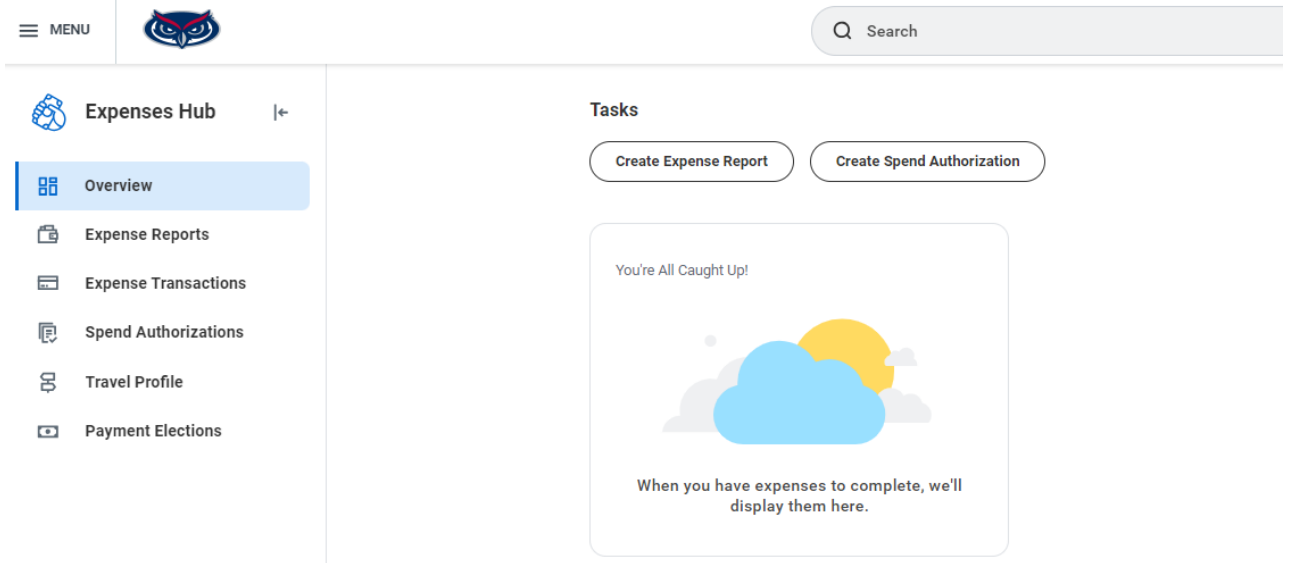 MENU
Search
Expenses Hub
Overview
Expense Reports
Expense Transactions
Spend Authorizations
Travel Profile
Payment Elections
Tasks
Create Expense Report
Create Spend Authorization
You're All Caught Up!
When you have expenses to complete, we'll
display them here.